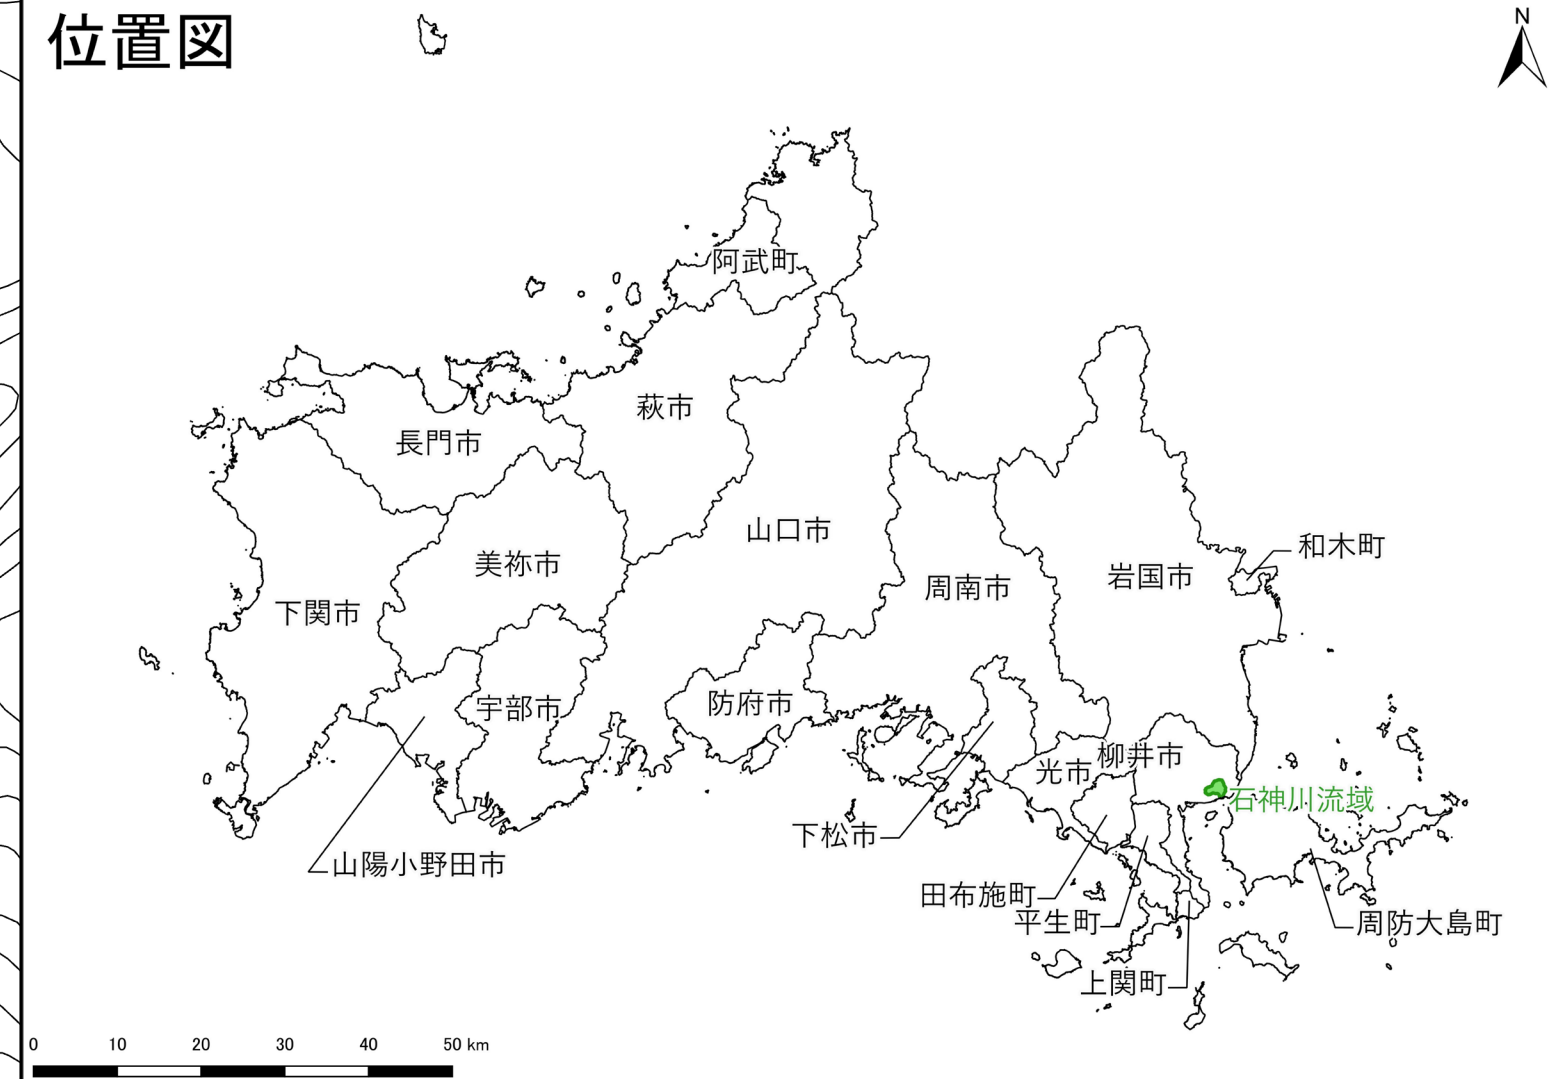 位置図
N
阿武町
萩市
長門市
山口市
和木町
美祢市
岩国市
周南市
下関市
防府市
宇部市
柳井市
光市
石神川流域
下松市
山陽小野田市
田布施町
平生町
周防大島町
上関町
0 10 20 30 40 50 km